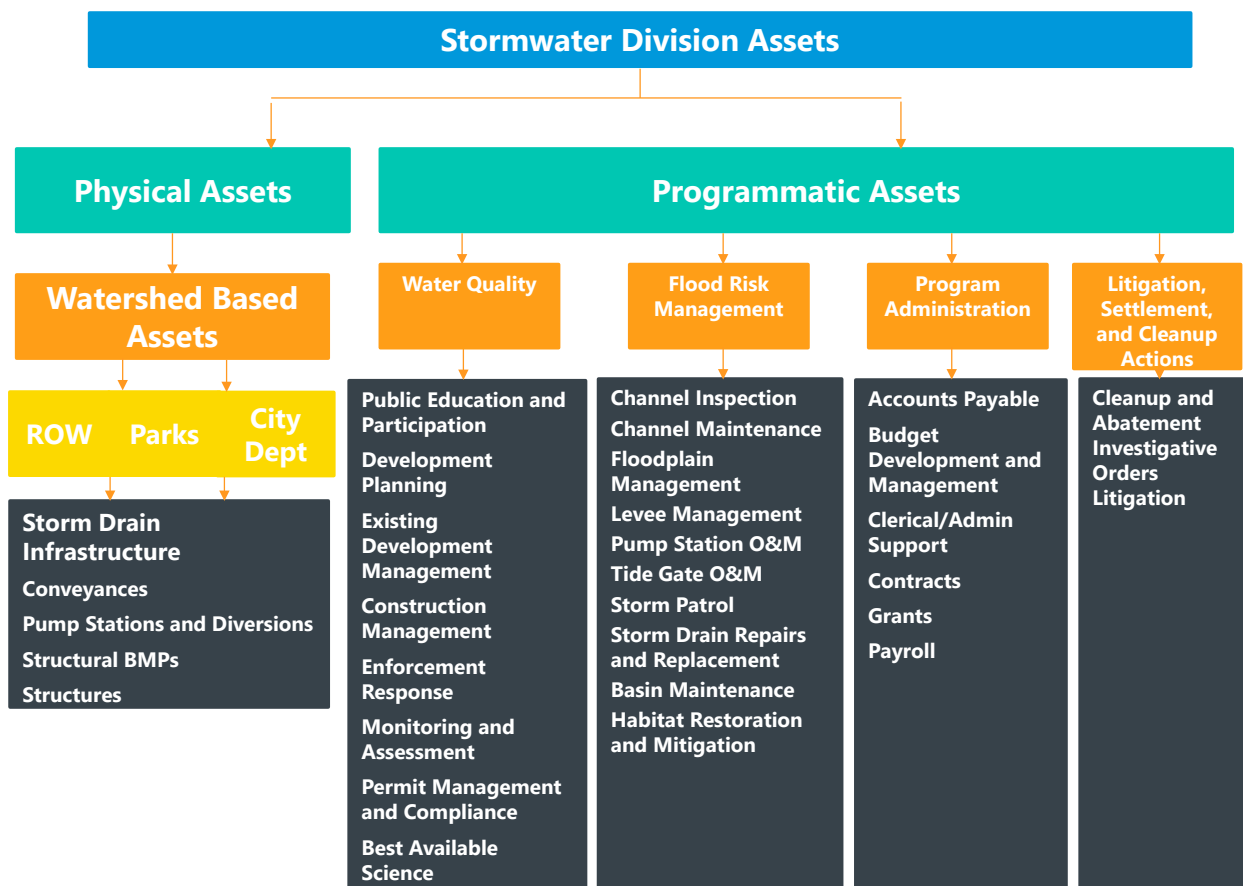 Stormwater Division Assets
Physical Assets
Programmatic Assets
Watershed Based
Assets
ROW
Parks
City
Dept
Storm Drain
Infrastructure
Conveyances
Pump Stations and Diversions
Structural BMPs
Structures
Water Quality
Public Education and
Participation
Development
Planning
Existing
Development
Management
Construction
Management
Enforcement
Response
Monitoring and
Assessment
Permit Management
and Compliance
Best Available
Science
Flood Risk
Management
Channel Inspection
Channel Maintenance
Floodplain
Management
Levee Management
Pump Station O&M
Tide Gate O&M
Storm Patrol
Storm Drain Repairs
and Replacement
Basin Maintenance
Habitat Restoration
and Mitigation
Program
Administration
Accounts Payable
Budget
Development and
Management
Clerical/Admin
Support
Contracts
Grants
Payroll
Litigation,
Settlement,
and Cleanup
Actions
Cleanup and
Abatement
Investigative
Orders
Litigation